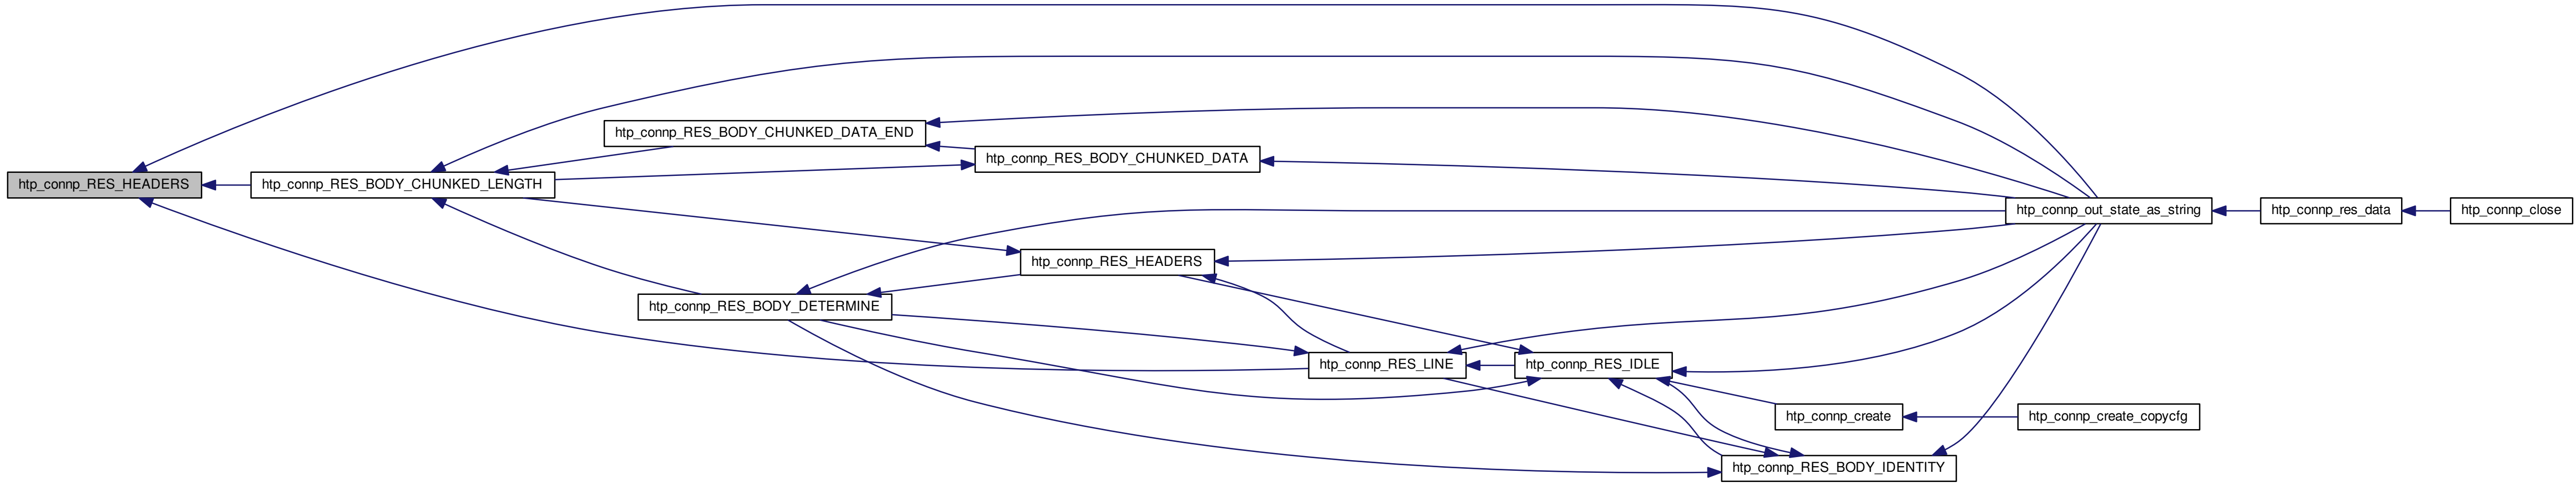 htp_connp_RES_HEADERS
htp_connp_RES_BODY_CHUNKED_LENGTH
htp_connp_RES_BODY_CHUNKED_DATA_END
htp_connp_RES_BODY_CHUNKED_DATA
htp_connp_RES_HEADERS
htp_connp_RES_BODY_DETERMINE
htp_connp_RES_LINE
htp_connp_RES_IDLE
htp_connp_create
htp_connp_create_copycfg
htp_connp_RES_BODY_IDENTITY
htp_connp_out_state_as_string
htp_connp_res_data
htp_connp_close